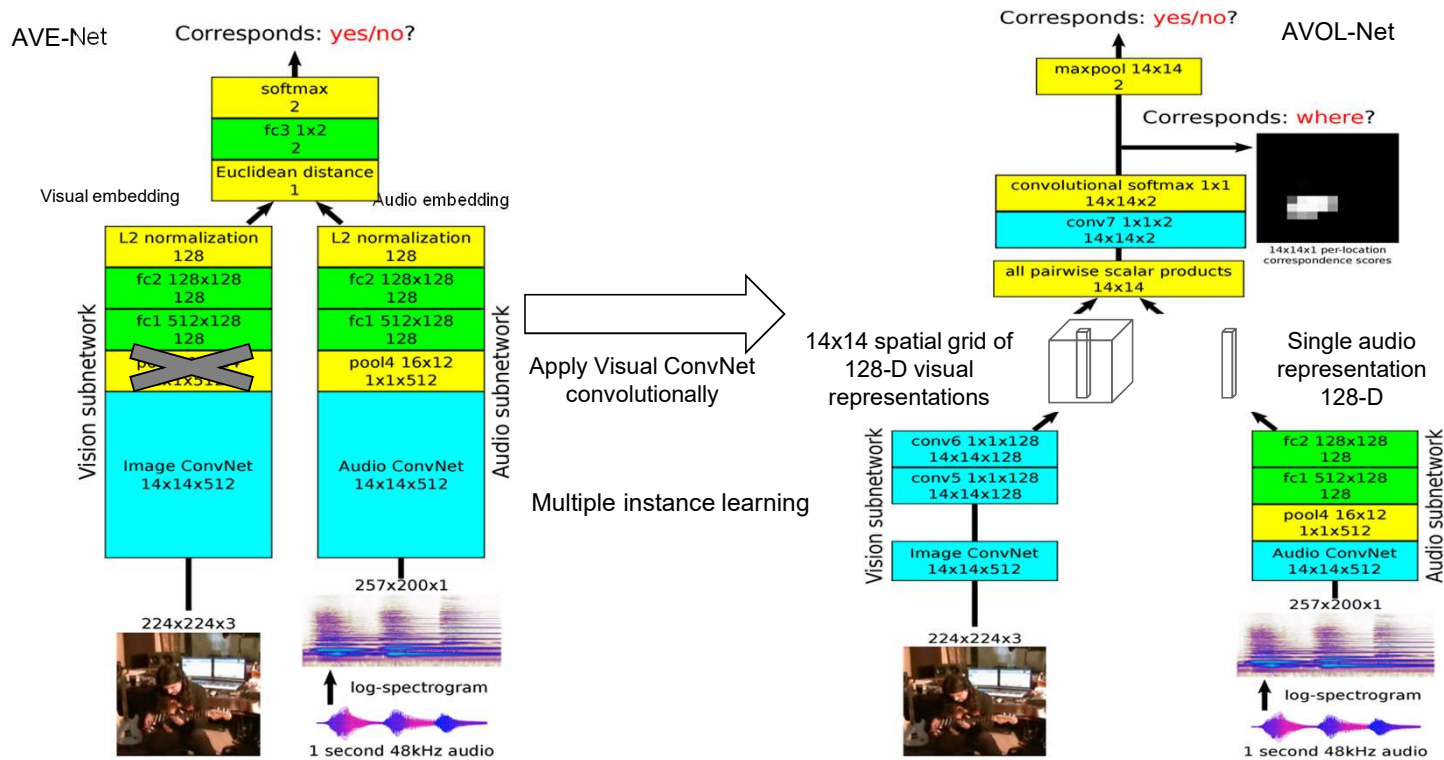 AVE-Net
Corresponds: yes/no?
softmax
2
fc3 1x2
2
Euclidean distance
1
Visual embedding
Audio embedding
L2 normalization
128
fc2 128x128
128
fc1 512x128
128
Image ConvNet
14x14x512
Vision subnetwork
224x224x3
L2 normalization
128
fc2 128x128
128
fc1 512x128
128
pool4 16x12
1x1x512
Audio ConvNet
14x14x512
Audio subnetwork
257x200x1
log-spectrogram
1 second 48kHz audio
Apply Visual ConvNet
convolutionally
Multiple instance learning
AVOL-Net
Corresponds: yes/no?
maxpool 14x14
2
Corresponds: where?
14x14x1 per-location
correspondence scores
convolutional softmax 1x1
14x14x2
conv7 1x1x2
14x14x2
all pairwise scalar products
14x14
14x14 spatial grid of
128-D visual
representations
Single audio
representation
128-D
conv6 1x1x128
14x14x128
conv5 1x1x128
14x14x128
Image ConvNet
14x14x512
Vision subnetwork
224x224x3
fc2 128x128
128
fc1 512x128
128
pool4 16x12
1x1x512
Audio ConvNet
14x14x512
Audio subnetwork
257x200x1
log-spectrogram
1 second 48kHz audio